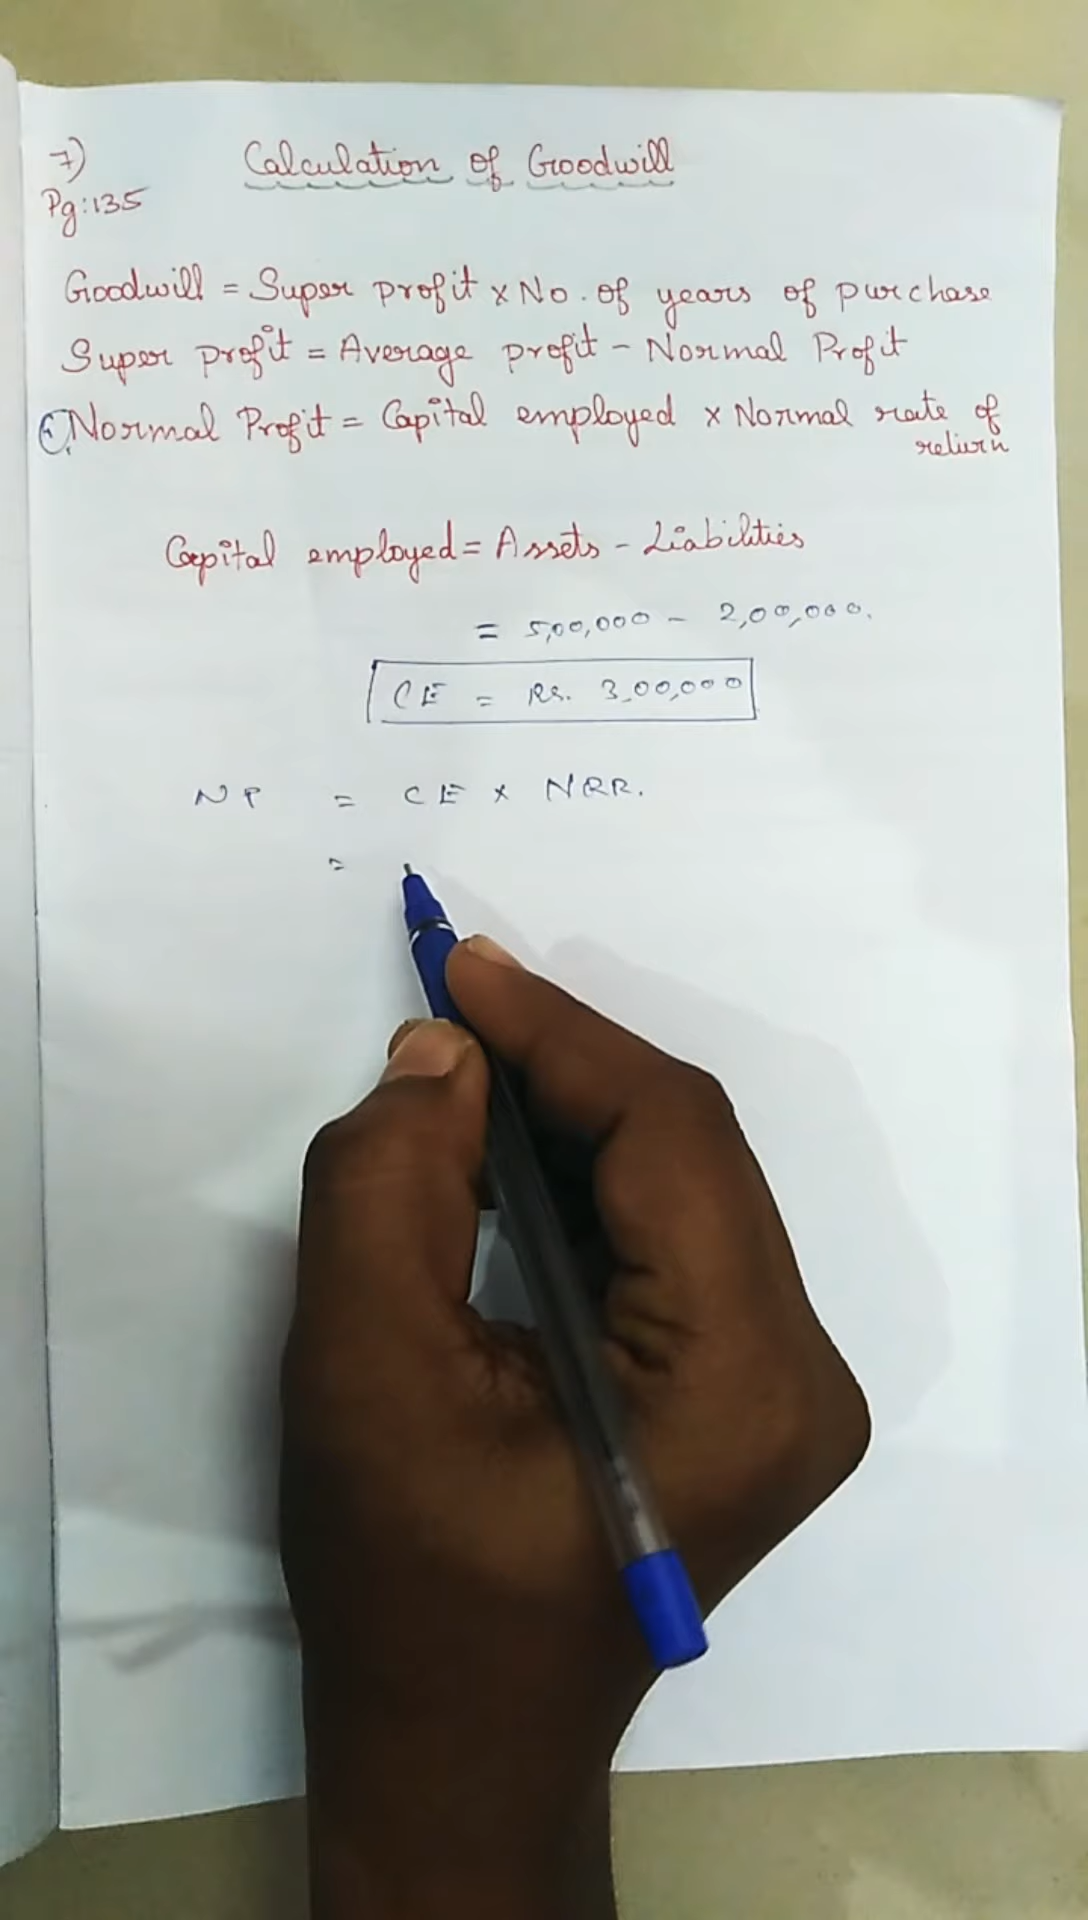 7)
Pg:135
Calculation of Goodwill
Goodwill = Super profit x No. of years of purchase
Super profit = Average profit - Normal Profit
Normal Profit = Capital employed x Normal rate of
return
Capital employed = Assets - Liabilities
= 5,00,000 - 2,00,000.
CE = Rs. 3,00,000
NP = CE x NRR.
=